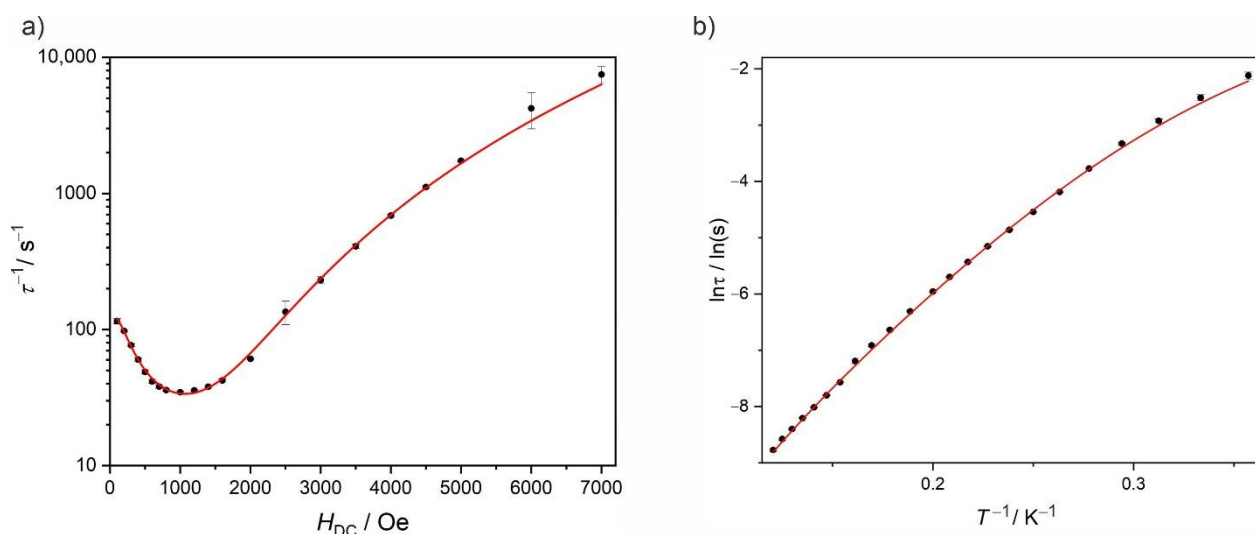 a)
10,000
1000
100
10
τ⁻¹/ s⁻¹
0 1000 2000 3000 4000 5000 6000 7000
H_DC / Oe
b)
−2
−4
−6
−8
lnτ / ln(s)
0.2 0.3
T⁻¹/ K⁻¹